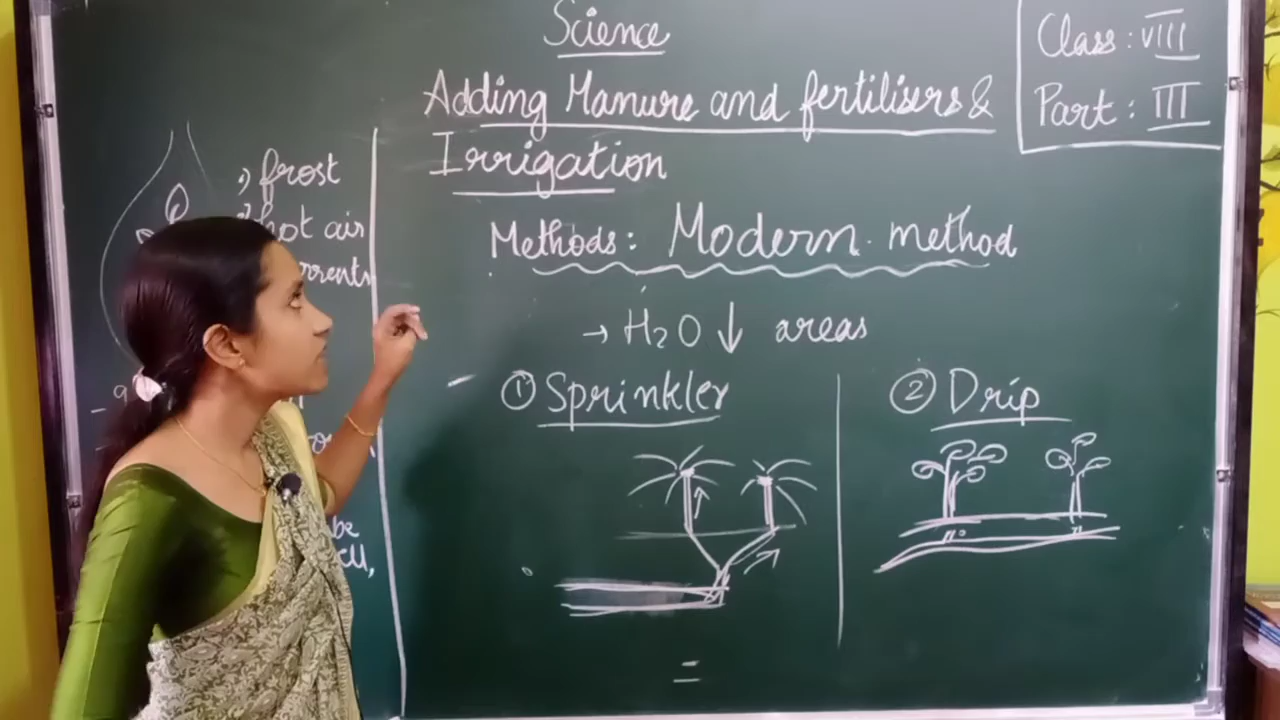 Science
Class: VIII
Part: III
Adding Manure and fertilisers &
Irrigation
Methods: Modern method
→ H2O ↓ areas
① Sprinkler
② Drip
frost
hot air
be